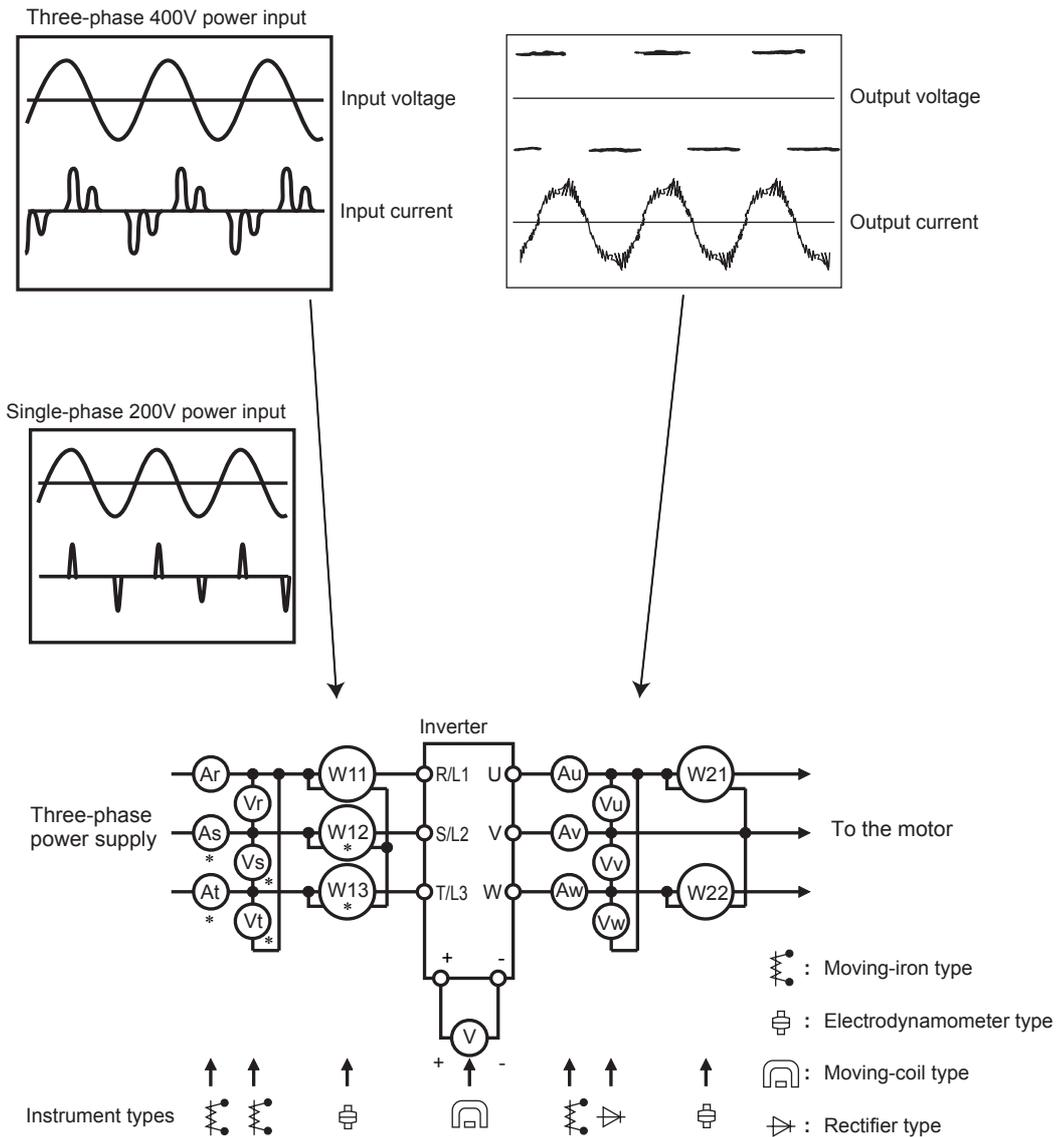 Three-phase 400V power input
Input voltage
Input current
Output voltage
Output current
Single-phase 200V power input
Inverter
Three-phase
power supply
Ar
As
*
At
*
Vr
Vs
*
Vt
*
W11
W12
*
W13
*
R/L1
S/L2
T/L3
U
V
W
+
-
V
+
-
Au
Av
Aw
Vu
Vv
Vw
W21
W22
To the motor
: Moving-iron type
: Electrodynamometer type
: Moving-coil type
: Rectifier type
Instrument types